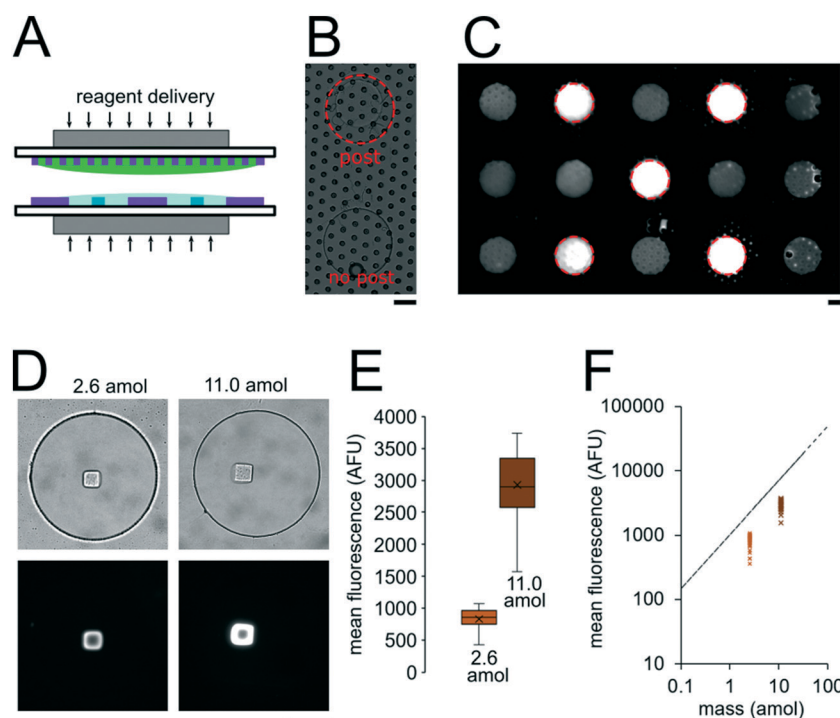 A
reagent delivery
B
post
no post
C
D
2.6 amol
11.0 amol
E
mean fluorescence (AFU)
4000
3500
3000
2500
2000
1500
1000
500
0
11.0
amol
2.6
amol
F
mean fluorescence (AFU)
100000
10000
1000
100
10
0.1
1
10
100
mass (amol)